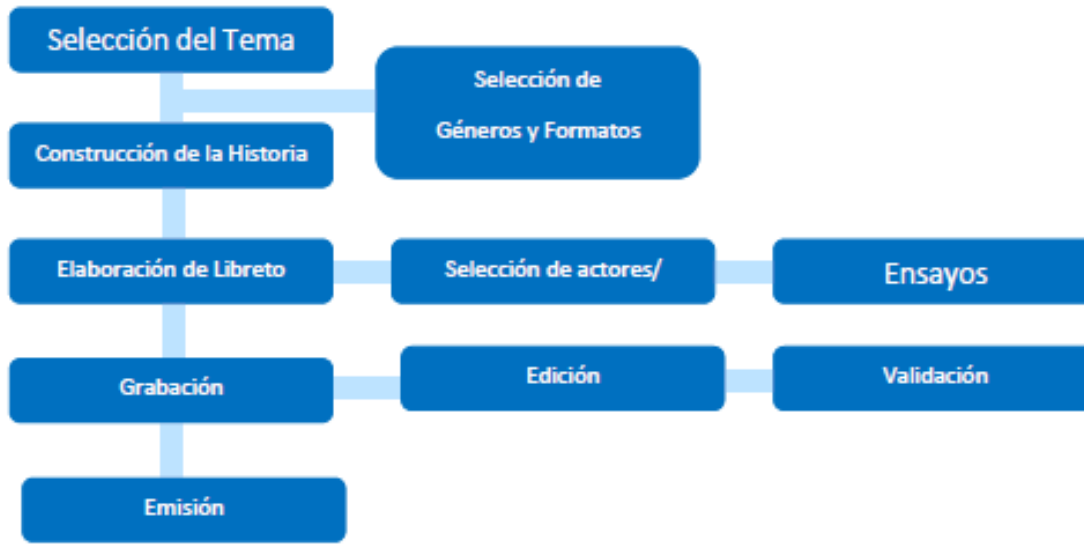 Selección del Tema
Selección de
Géneros y Formatos
Construcción de la Historia
Elaboración de Libreto
Selección de actores/
Ensayos
Grabación
Edición
Validación
Emisión